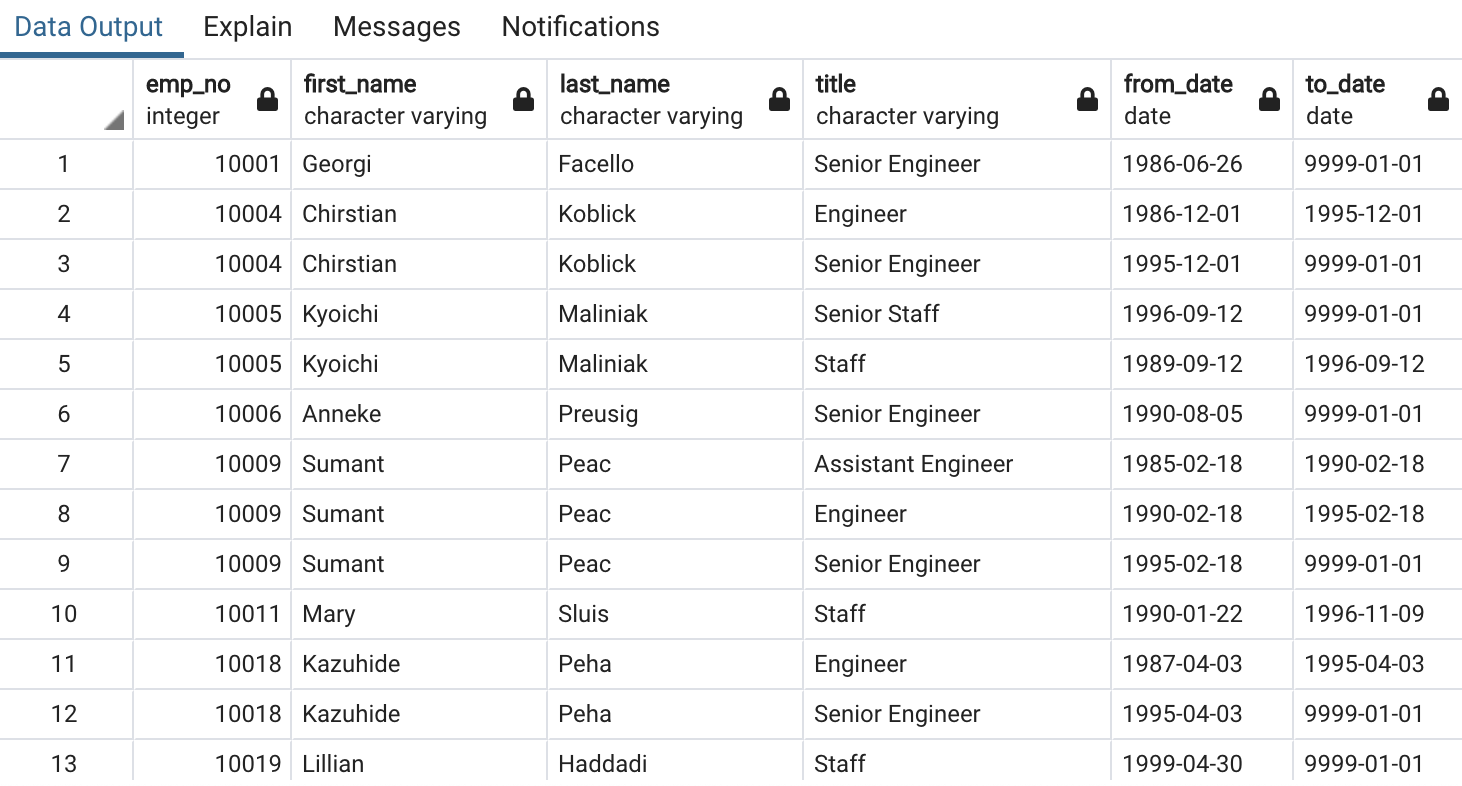 Data Output Explain Messages Notifications
emp_no first_name last_name title from_date to_date
integer character varying character varying character varying date date
1 10001 Georgi Facello Senior Engineer 1986-06-26 9999-01-01
2 10004 Chirstian Koblick Engineer 1986-12-01 1995-12-01
3 10004 Chirstian Koblick Senior Engineer 1995-12-01 9999-01-01
4 10005 Kyoichi Maliniak Senior Staff 1996-09-12 9999-01-01
5 10005 Kyoichi Maliniak Staff 1989-09-12 1996-09-12
6 10006 Anneke Preusig Senior Engineer 1990-08-05 9999-01-01
7 10009 Sumant Peac Assistant Engineer 1985-02-18 1990-02-18
8 10009 Sumant Peac Engineer 1990-02-18 1995-02-18
9 10009 Sumant Peac Senior Engineer 1995-02-18 9999-01-01
10 10011 Mary Sluis Staff 1990-01-22 1996-11-09
11 10018 Kazuhide Peha Engineer 1987-04-03 1995-04-03
12 10018 Kazuhide Peha Senior Engineer 1995-04-03 9999-01-01
13 10019 Lillian Haddadi Staff 1999-04-30 9999-01-01